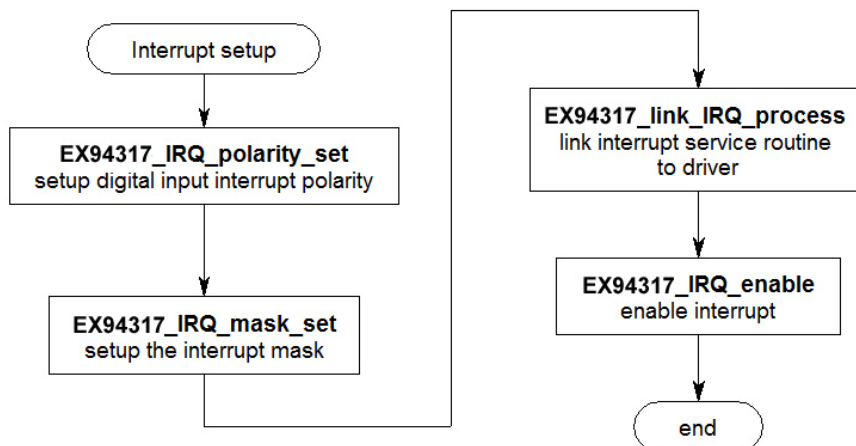 Interrupt setup
EX94317_IRQ_polarity_set
setup digital input interrupt polarity
EX94317_IRQ_mask_set
setup the interrupt mask
EX94317_link_IRQ_process
link interrupt service routine
to driver
EX94317_IRQ_enable
enable interrupt
end